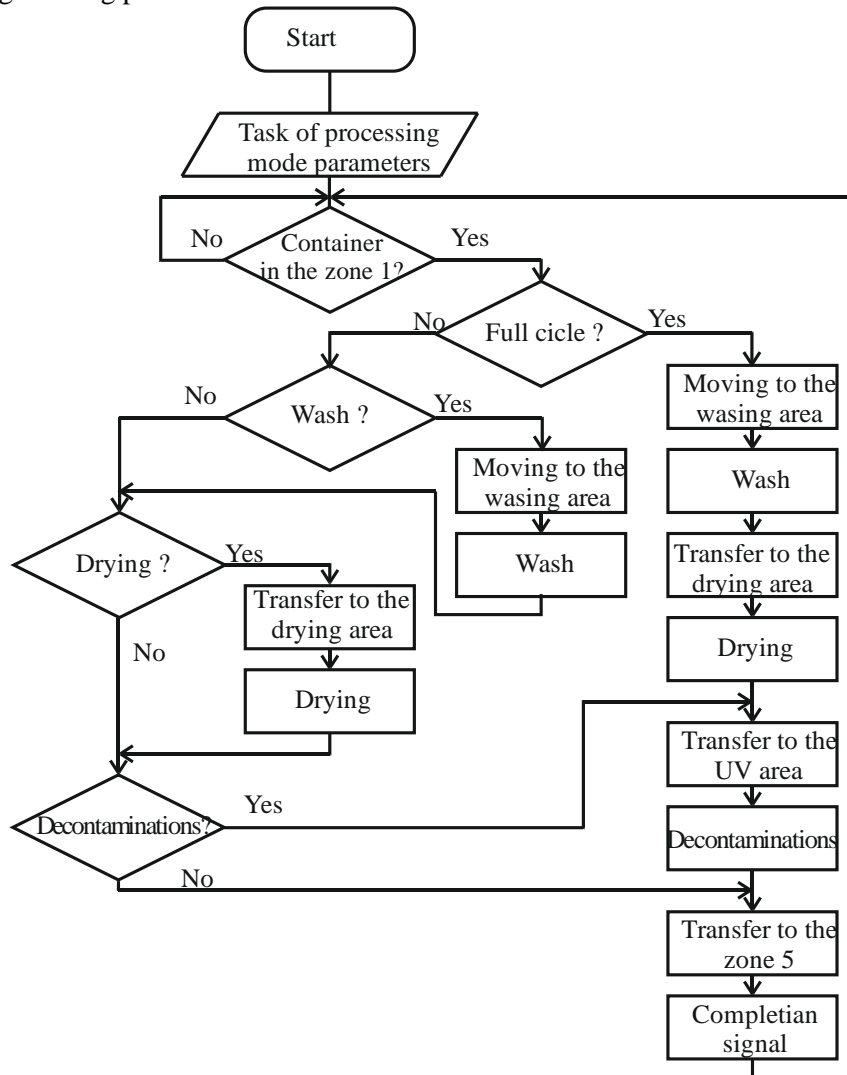 Start
Task of processing
mode parameters
No
Container
in the zone 1?
Yes
No
Full cicle ?
Yes
No
Wash ?
Yes
Moving to the
wasing area
Moving to the
wasing area
Wash
Wash
Drying ?
Yes
Transfer to the
drying area
Transfer to the
drying area
No
Drying
Drying
Transfer to the
UV area
Decontaminations?
Yes
Decontaminations
No
Transfer to the
zone 5
Completian
signal